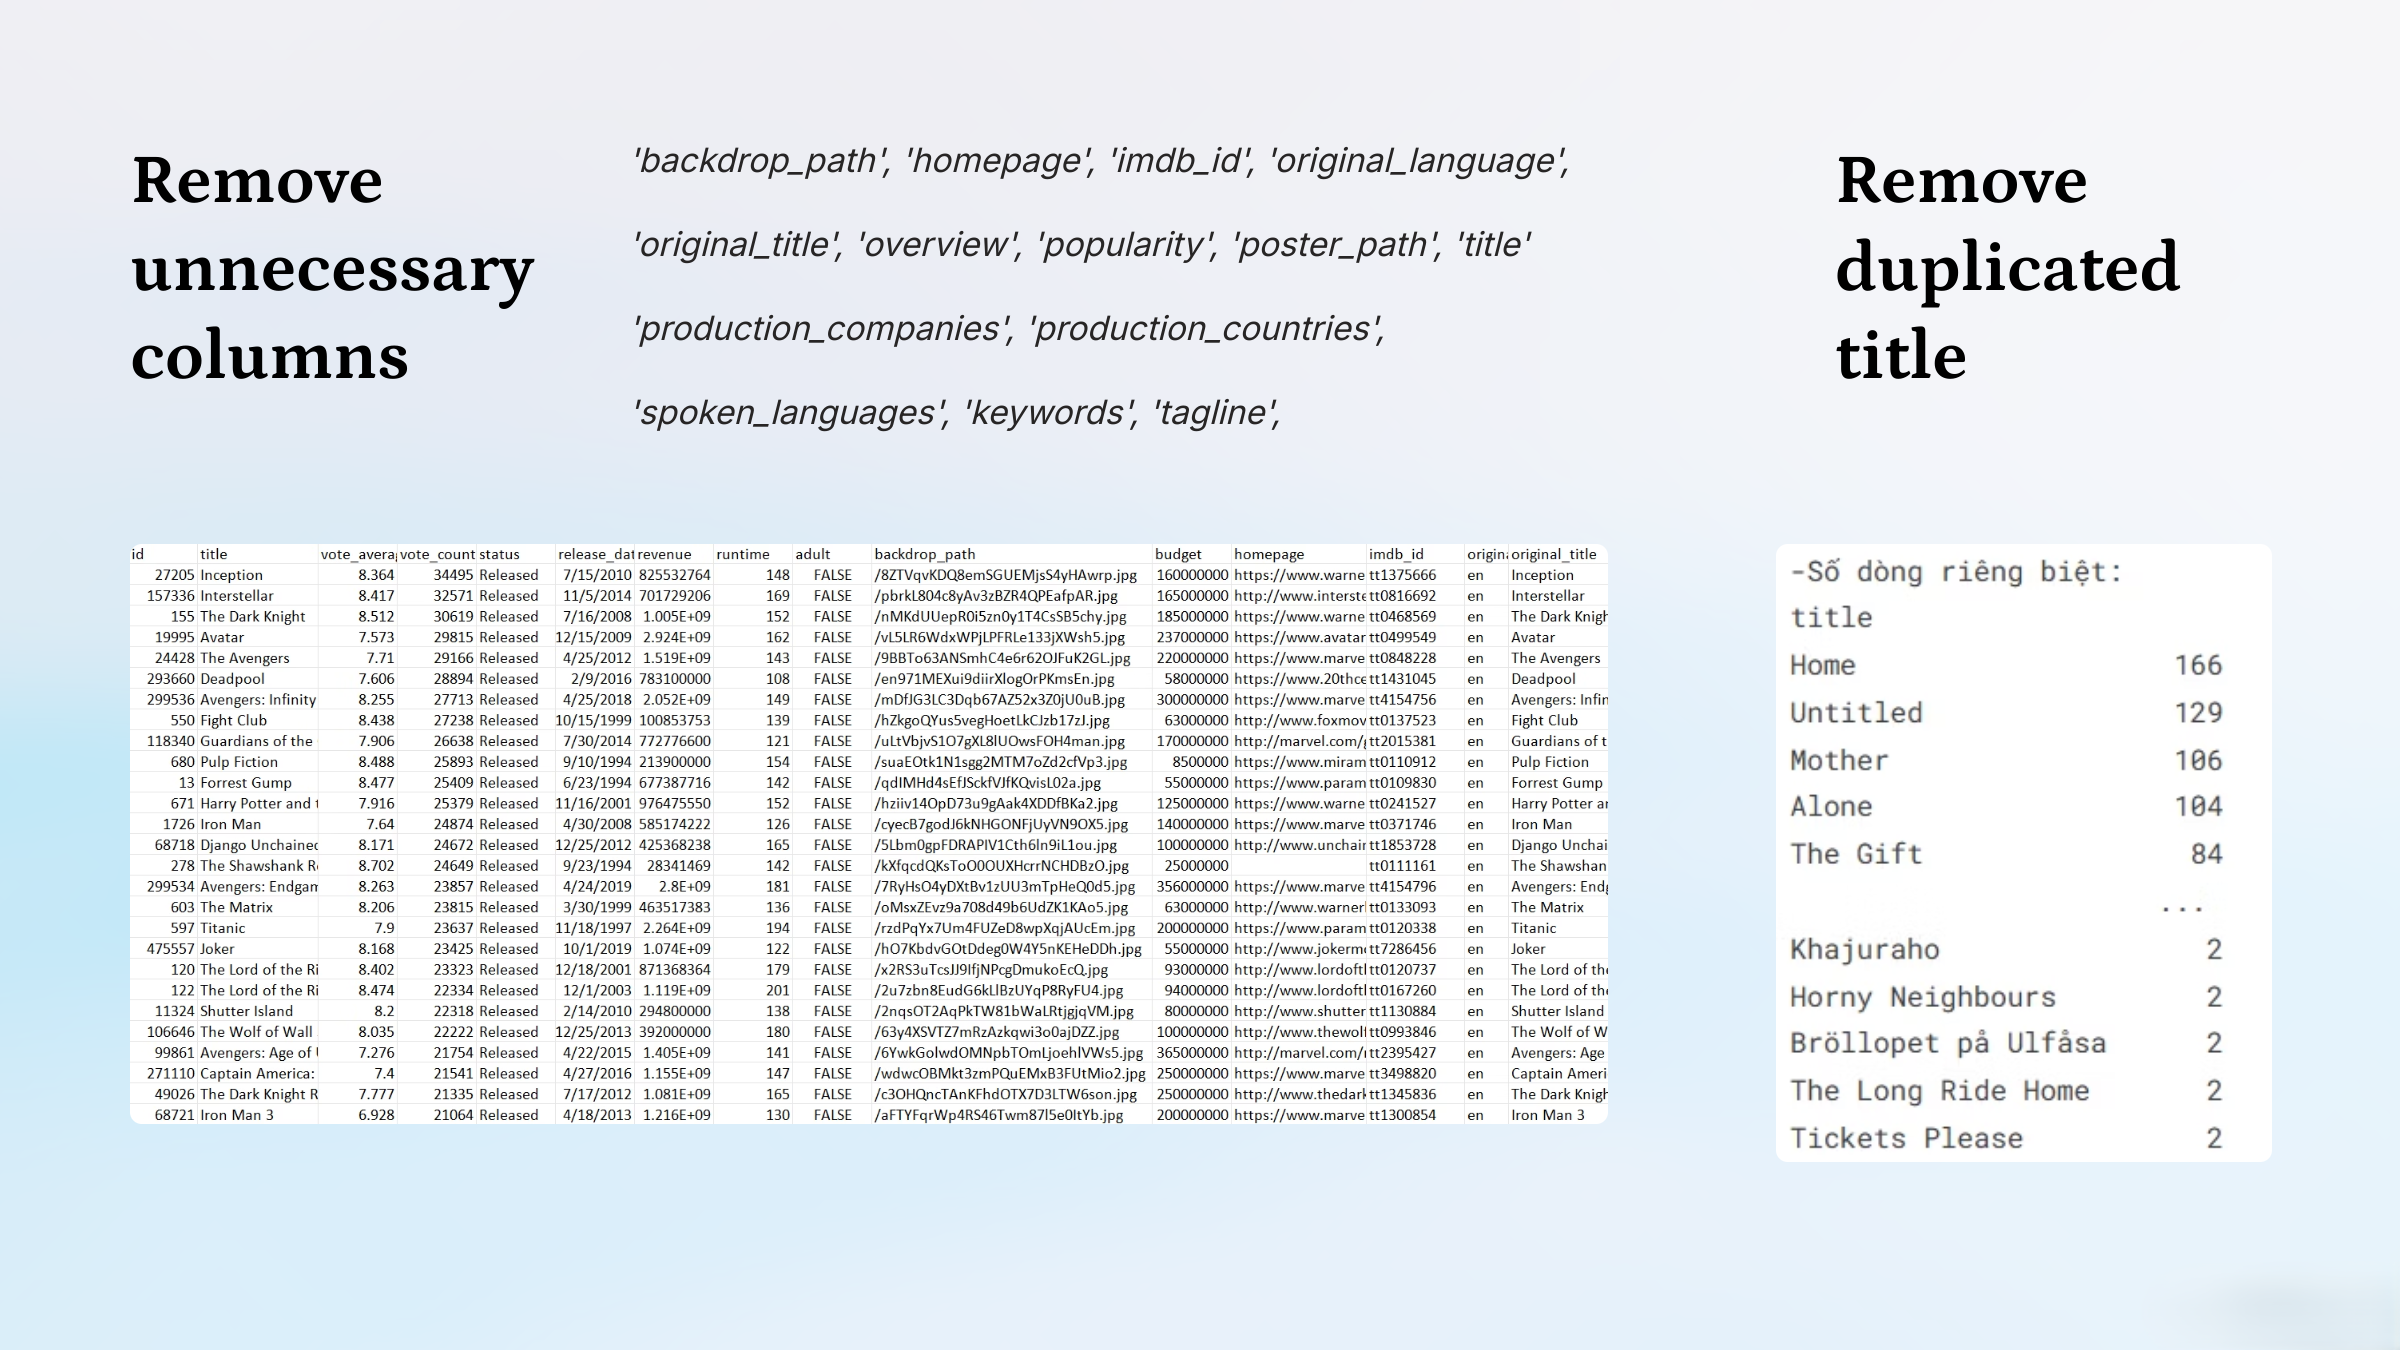 Remove
unnecessary
columns
'backdrop_path', 'homepage', 'imdb_id', 'original_language',
'original_title', 'overview', 'popularity', 'poster_path', 'title'
'production_companies', 'production_countries',
'spoken_languages', 'keywords', 'tagline',
Remove
duplicated
title
id title vote_avera vote_count status release_dat revenue runtime adult backdrop_path budget homepage imdb_id origina original_title
27205 Inception 8.364 34495 Released 7/15/2010 825532764 148 FALSE /8ZTVqvKDQ8emSGUEMjsS4yHAwrp.jpg 160000000 https://www.warne tt1375666 en Inception
157336 Interstellar 8.417 32571 Released 11/5/2014 701729206 169 FALSE /pbrkL804c8yAv3zBZR4QPEafpAR.jpg 165000000 http://www.interste tt0816692 en Interstellar
155 The Dark Knight 8.512 30619 Released 7/16/2008 1.005E+09 152 FALSE /nMKdUUepR0i5zn0y1T4CsSB5chy.jpg 185000000 https://www.warne tt0468569 en The Dark Knigh
19995 Avatar 7.573 29815 Released 12/15/2009 2.924E+09 162 FALSE /vL5LR6WdxWPjLPFRLe133jXWsh5.jpg 237000000 https://www.avatar tt0499549 en Avatar
24428 The Avengers 7.71 29166 Released 4/25/2012 1.519E+09 143 FALSE /9BBTo63ANSmhC4e6r62OJFuK2GL.jpg 220000000 https://www.marve tt0848228 en The Avengers
293660 Deadpool 7.606 28894 Released 2/9/2016 783100000 108 FALSE /en971MEXui9diirXlogOrPKmsEn.jpg 58000000 https://www.20thce tt1431045 en Deadpool
299536 Avengers: Infinity 8.255 27713 Released 4/25/2018 2.052E+09 149 FALSE /mDfJG3LC3Dqb67AZ52x3Z0jU0uB.jpg 300000000 https://www.marve tt4154756 en Avengers: Infin
550 Fight Club 8.438 27238 Released 10/15/1999 100853753 139 FALSE /hZkgoQYus5vegHoetLkCJzb17zJ.jpg 63000000 http://www.foxmov tt0137523 en Fight Club
118340 Guardians of the 7.906 26638 Released 7/30/2014 772776600 121 FALSE /uLtVbjvS1O7gXL8lUOwsFOH4man.jpg 170000000 http://marvel.com/g tt2015381 en Guardians of t
680 Pulp Fiction 8.488 25893 Released 9/10/1994 213900000 154 FALSE /suaEOtk1N1sgg2MTM7oZd2cfVp3.jpg 8500000 https://www.miram tt0110912 en Pulp Fiction
13 Forrest Gump 8.477 25409 Released 6/23/1994 677387716 142 FALSE /qdIMHd4sEfJSckfVJfKQvisL02a.jpg 55000000 https://www.param tt0109830 en Forrest Gump
671 Harry Potter and t 7.916 25379 Released 11/16/2001 976475550 152 FALSE /hziiv14OpD73u9gAak4XDDfBKa2.jpg 125000000 https://www.warne tt0241527 en Harry Potter ar
1726 Iron Man 7.64 24874 Released 4/30/2008 585174222 126 FALSE /cyecB7godJ6kNHGONFjUyVN9OX5.jpg 140000000 https://www.marve tt0371746 en Iron Man
68718 Django Unchained 8.171 24672 Released 12/25/2012 425368238 165 FALSE /5Lbm0gpFDRAPIV1Cth6ln9iL1ou.jpg 100000000 http://www.unchair tt1853728 en Django Unchai
278 The Shawshank Re 8.702 24649 Released 9/23/1994 28341469 142 FALSE /kXfqcdQKsToO0OUXHcrrNCHDBzO.jpg 25000000 tt0111161 en The Shawshan
299534 Avengers: Endgam 8.263 23857 Released 4/24/2019 2.8E+09 181 FALSE /7RyHsO4yDXtBv1zUU3mTpHeQ0d5.jpg 356000000 https://www.marve tt4154796 en Avengers: Endg
603 The Matrix 8.206 23815 Released 3/30/1999 463517383 136 FALSE /oMsxZEvz9a708d49b6UdZK1KAo5.jpg 63000000 http://www.warnerl tt0133093 en The Matrix
597 Titanic 7.9 23637 Released 11/18/1997 2.264E+09 194 FALSE /rzdPqYx7Um4FUZeD8wpXqjAUcEm.jpg 200000000 https://www.param tt0120338 en Titanic
475557 Joker 8.168 23425 Released 10/1/2019 1.074E+09 122 FALSE /hO7KbdvGOtDdeg0W4Y5nKEHeDDh.jpg 55000000 http://www.jokerm tt7286456 en Joker
120 The Lord of the Ri 8.402 23323 Released 12/18/2001 871368364 179 FALSE /x2RS3uTcsJJ9IfjNPcgDmukoEcQ.jpg 93000000 http://www.lordoftl tt0120737 en The Lord of the
122 The Lord of the Ri 8.474 22334 Released 12/1/2003 1.119E+09 201 FALSE /2u7zbn8EudG6kLlBzUYqP8RyFU4.jpg 94000000 http://www.lordoftl tt0167260 en The Lord of the
11324 Shutter Island 8.2 22318 Released 2/14/2010 294800000 138 FALSE /2nqsOT2AqPkTW81bWaLRtjgjqVM.jpg 80000000 http://www.shutter tt1130884 en Shutter Island
106646 The Wolf of Wall 8.035 22222 Released 12/25/2013 392000000 180 FALSE /63y4XSVTZ7mRzAzkqwi3o0ajDZZ.jpg 100000000 http://www.thewolf tt0993846 en The Wolf of W
99861 Avengers: Age of U 7.276 21754 Released 4/22/2015 1.405E+09 141 FALSE /6YwkGolwdOMNpbTOmLjoehlVWs5.jpg 365000000 http://marvel.com/r tt2395427 en Avengers: Age
271110 Captain America: 7.4 21541 Released 4/27/2016 1.155E+09 147 FALSE /wdwcOBMkt3zmPQuEMxB3FUtMio2.jpg 250000000 https://www.marve tt3498820 en Captain Ameri
49026 The Dark Knight R 7.777 21335 Released 7/17/2012 1.081E+09 165 FALSE /c3OHQncTAnKFhdOTX7D3LTW6son.jpg 250000000 http://www.thedark tt1345836 en The Dark Knigh
68721 Iron Man 3 6.928 21064 Released 4/18/2013 1.216E+09 130 FALSE /aFTYFqrWp4RS46Twm87l5e0ItYb.jpg 200000000 https://www.marve tt1300854 en Iron Man 3
-Số dòng riêng biệt:
title
Home 166
Untitled 129
Mother 106
Alone 104
The Gift 84
...
Khajuraho 2
Horny Neighbours 2
Bröllopet på Ulfåsa 2
The Long Ride Home 2
Tickets Please 2